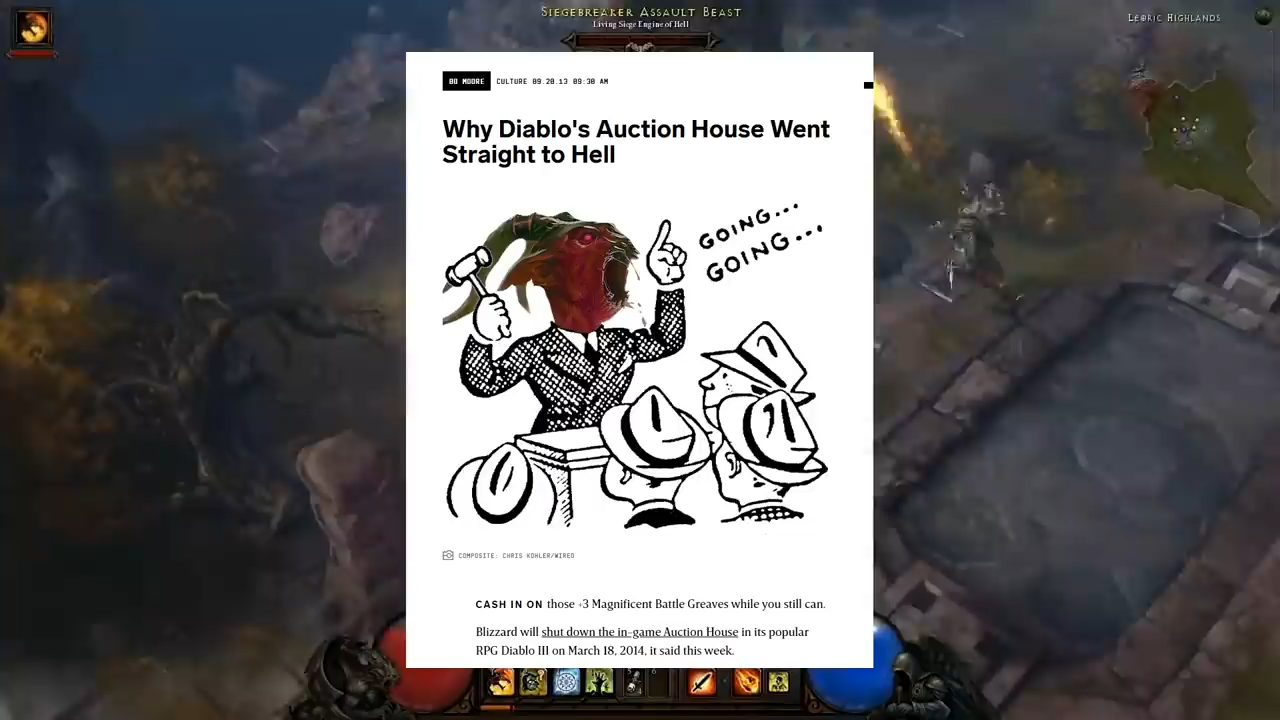 Siegebreaker Assault Beast
Living Siege Engine of Hell
Leoric Highlands
BO MOORE CULTURE 09.20.13 09:30 AM
Why Diablo's Auction House Went
Straight to Hell
GOING...
GOING...
COMPOSITE: CHRIS KOHLER/WIRED
CASH IN ON those +3 Magnificent Battle Greaves while you still can.
Blizzard will shut down the in-game Auction House in its popular
RPG Diablo III on March 18, 2014, it said this week.